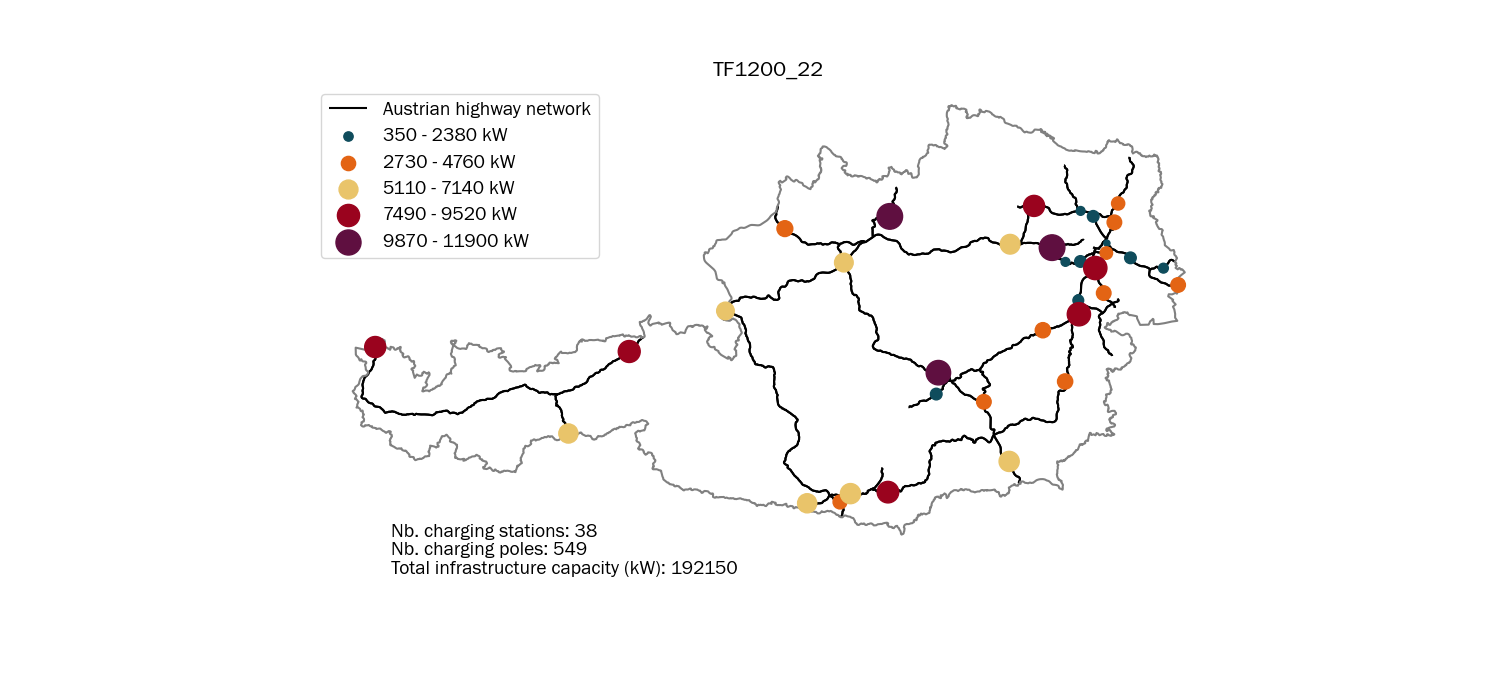 TF1200_22
Austrian highway network
350 - 2380 kW
2730 - 4760 kW
5110 - 7140 kW
7490 - 9520 kW
9870 - 11900 kW
Nb. charging stations: 38
Nb. charging poles: 549
Total infrastructure capacity (kW): 192150